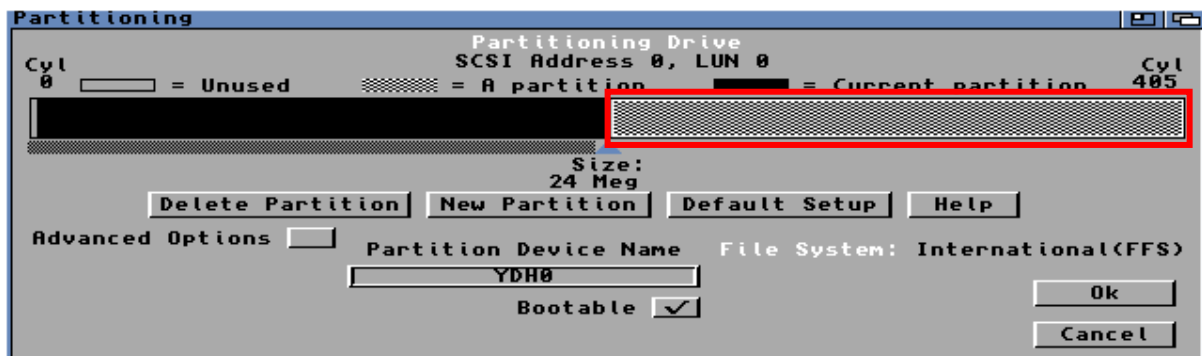 Partitioning
Partitioning Drive
SCSI Address 0, LUN 0
Cyl
0
= Unused
= A partition
= Current partition
Cyl
405
Size:
24 Meg
Delete Partition
New Partition
Default Setup
Help
Advanced Options
Partition Device Name
File System: International(FFS)
YDH0
Bootable
Ok
Cancel